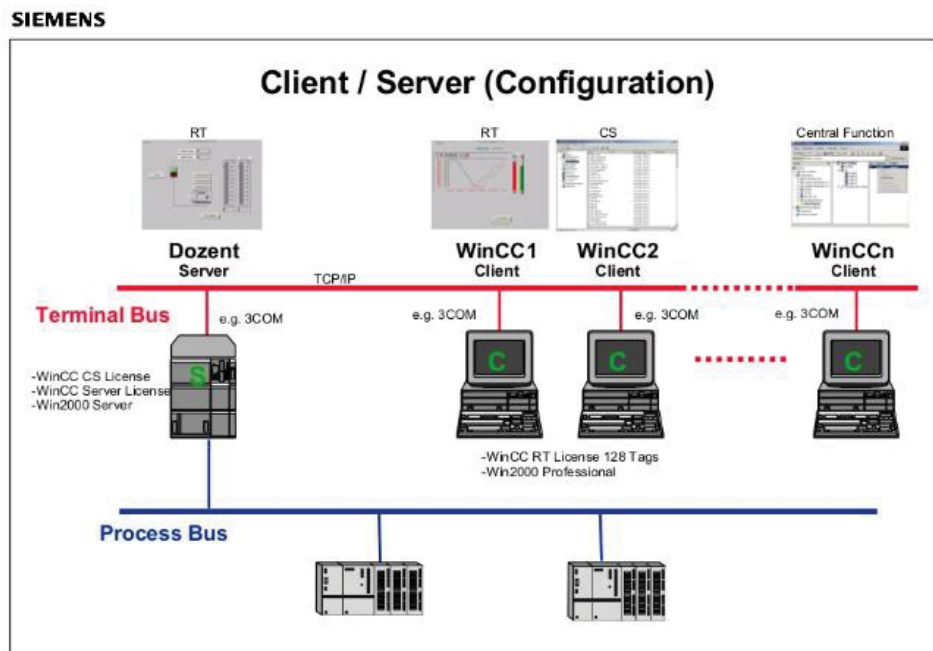 SIEMENS
Client / Server (Configuration)
RT
RT
CS
Central Function
Dozent
Server
WinCC1
Client
WinCC2
Client
WinCCn
Client
TCP/IP
Terminal Bus
e.g. 3COM
e.g. 3COM
e.g. 3COM
e.g. 3COM
S
C
C
C
-WinCC CS License
-WinCC Server License
-Win2000 Server
-WinCC RT License 128 Tags
-Win2000 Professional
Process Bus